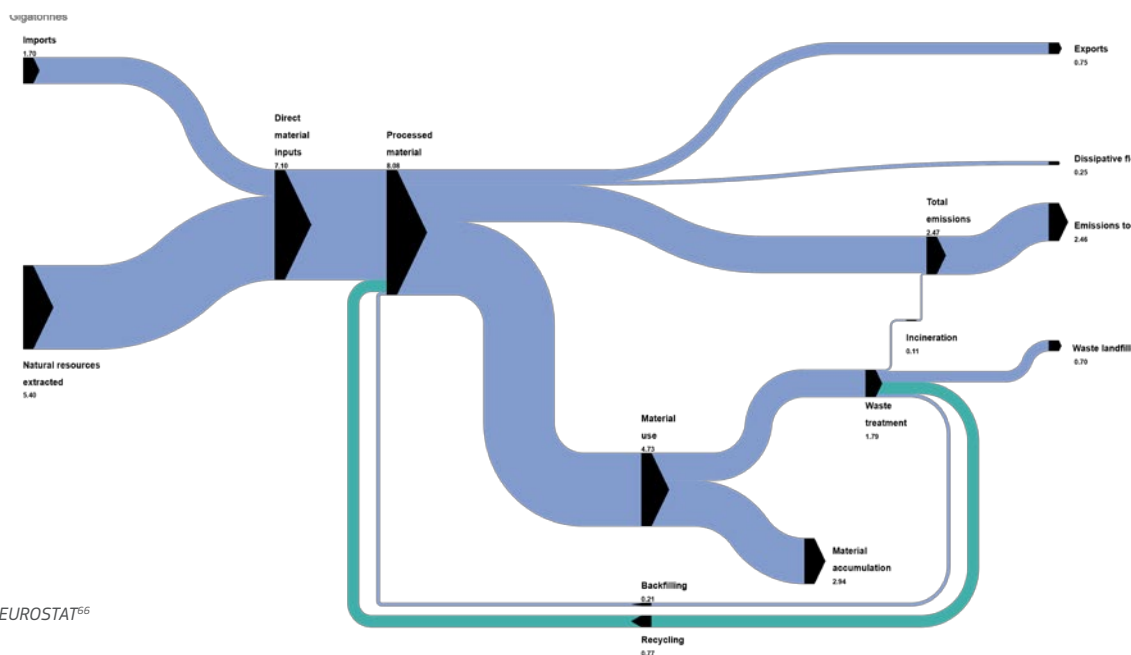 Gigatonnes
Imports
1.70
Exports
0.75
Direct
material
inputs
7.10
Processed
material
8.08
Dissipative fl
0.25
Total
emissions
2.47
Emissions to
2.46
Incineration
0.11
Waste landfill
0.70
Natural resources
extracted
5.40
Waste
treatment
1.79
Material
use
4.73
Material
accumulation
2.94
Backfilling
0.21
EUROSTAT⁶⁶
Recycling
0.77